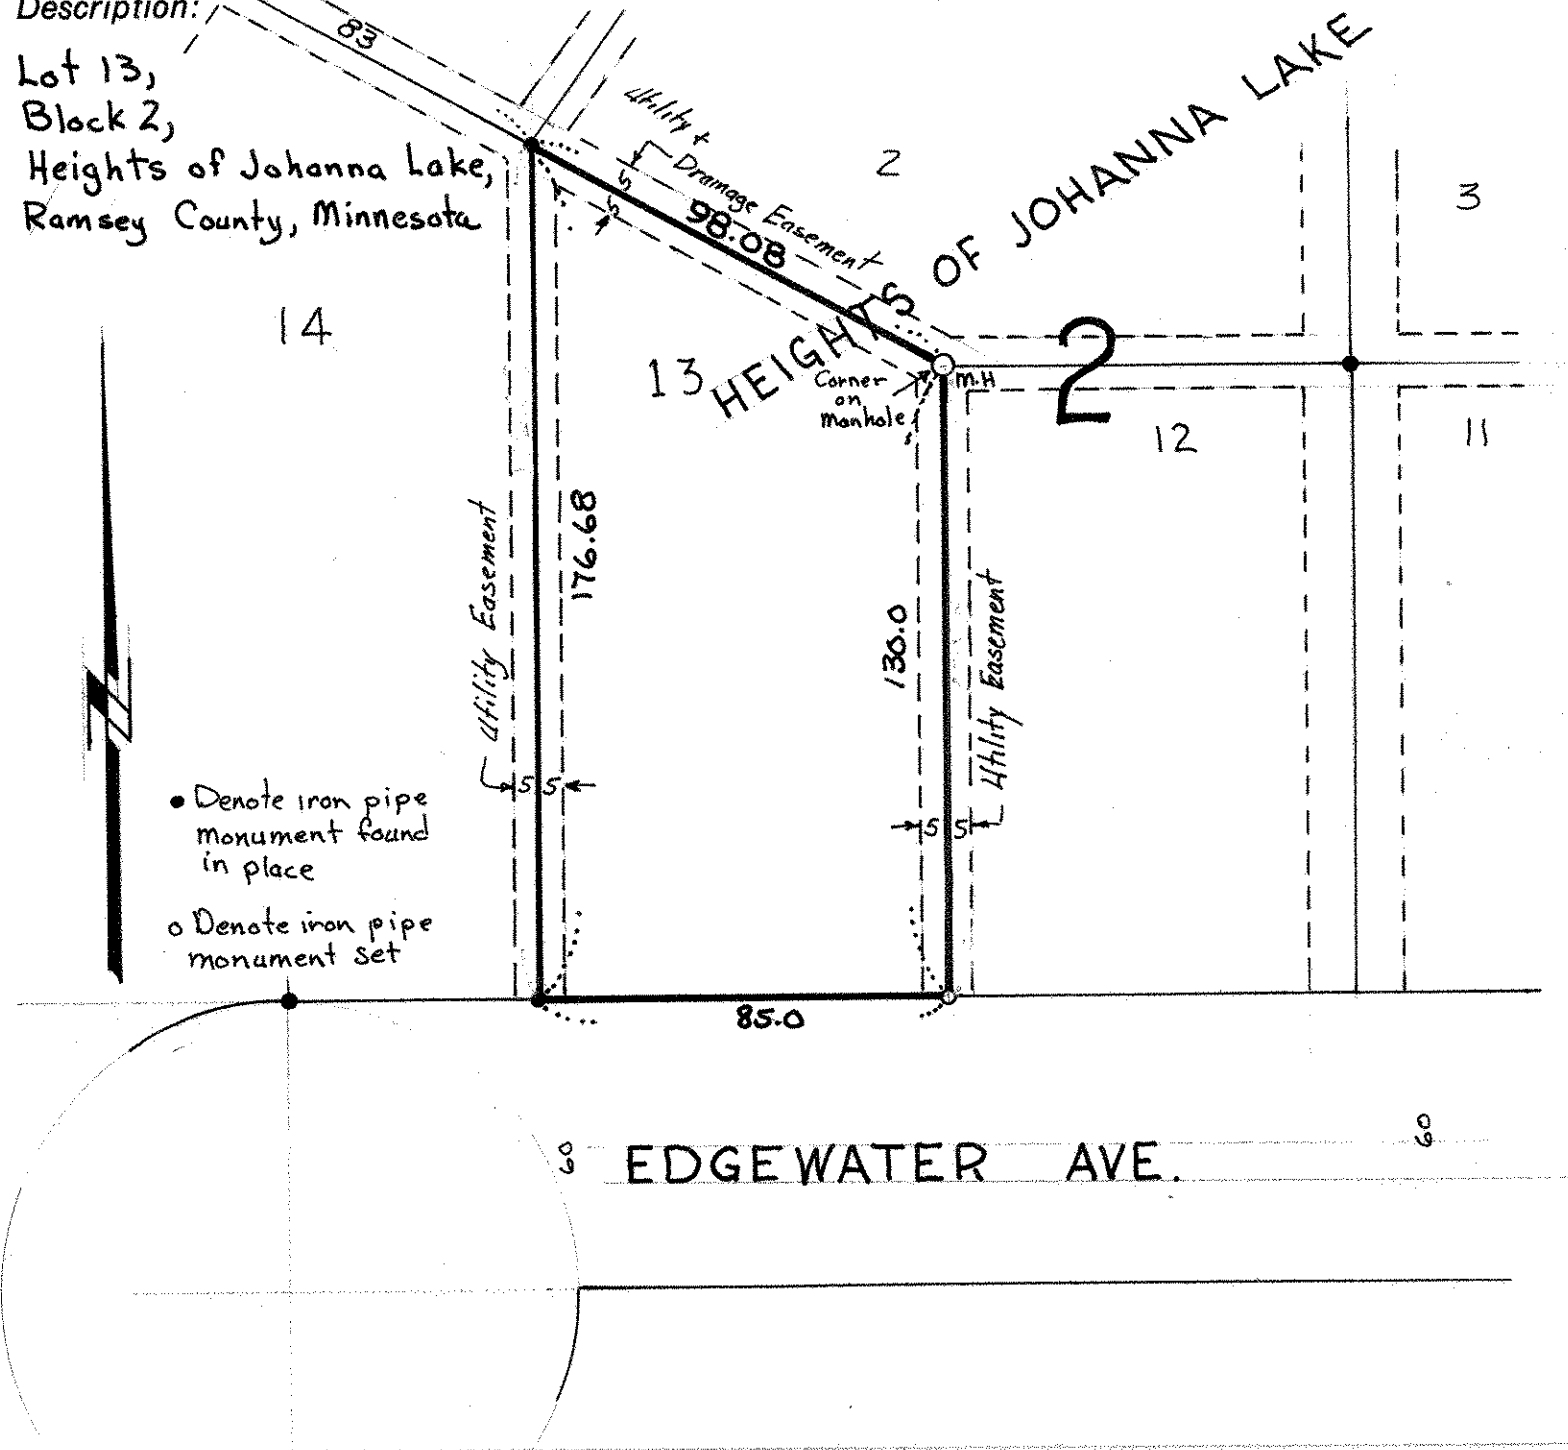 Description:
Lot 13,
Block 2,
Heights of Johanna Lake,
Ramsey County, Minnesota
83
Utility +
Drainage Easement
5
5
98.08
2
3
HEIGHTS OF JOHANNA LAKE
14
13
2
Corner
on
manhole
M.H
12
11
Utility Easement
176.68
130.0
Utility Easement
5 5
5 5
N
• Denote iron pipe
monument found
in place
o Denote iron pipe
monument set
85.0
60
EDGEWATER AVE.
60